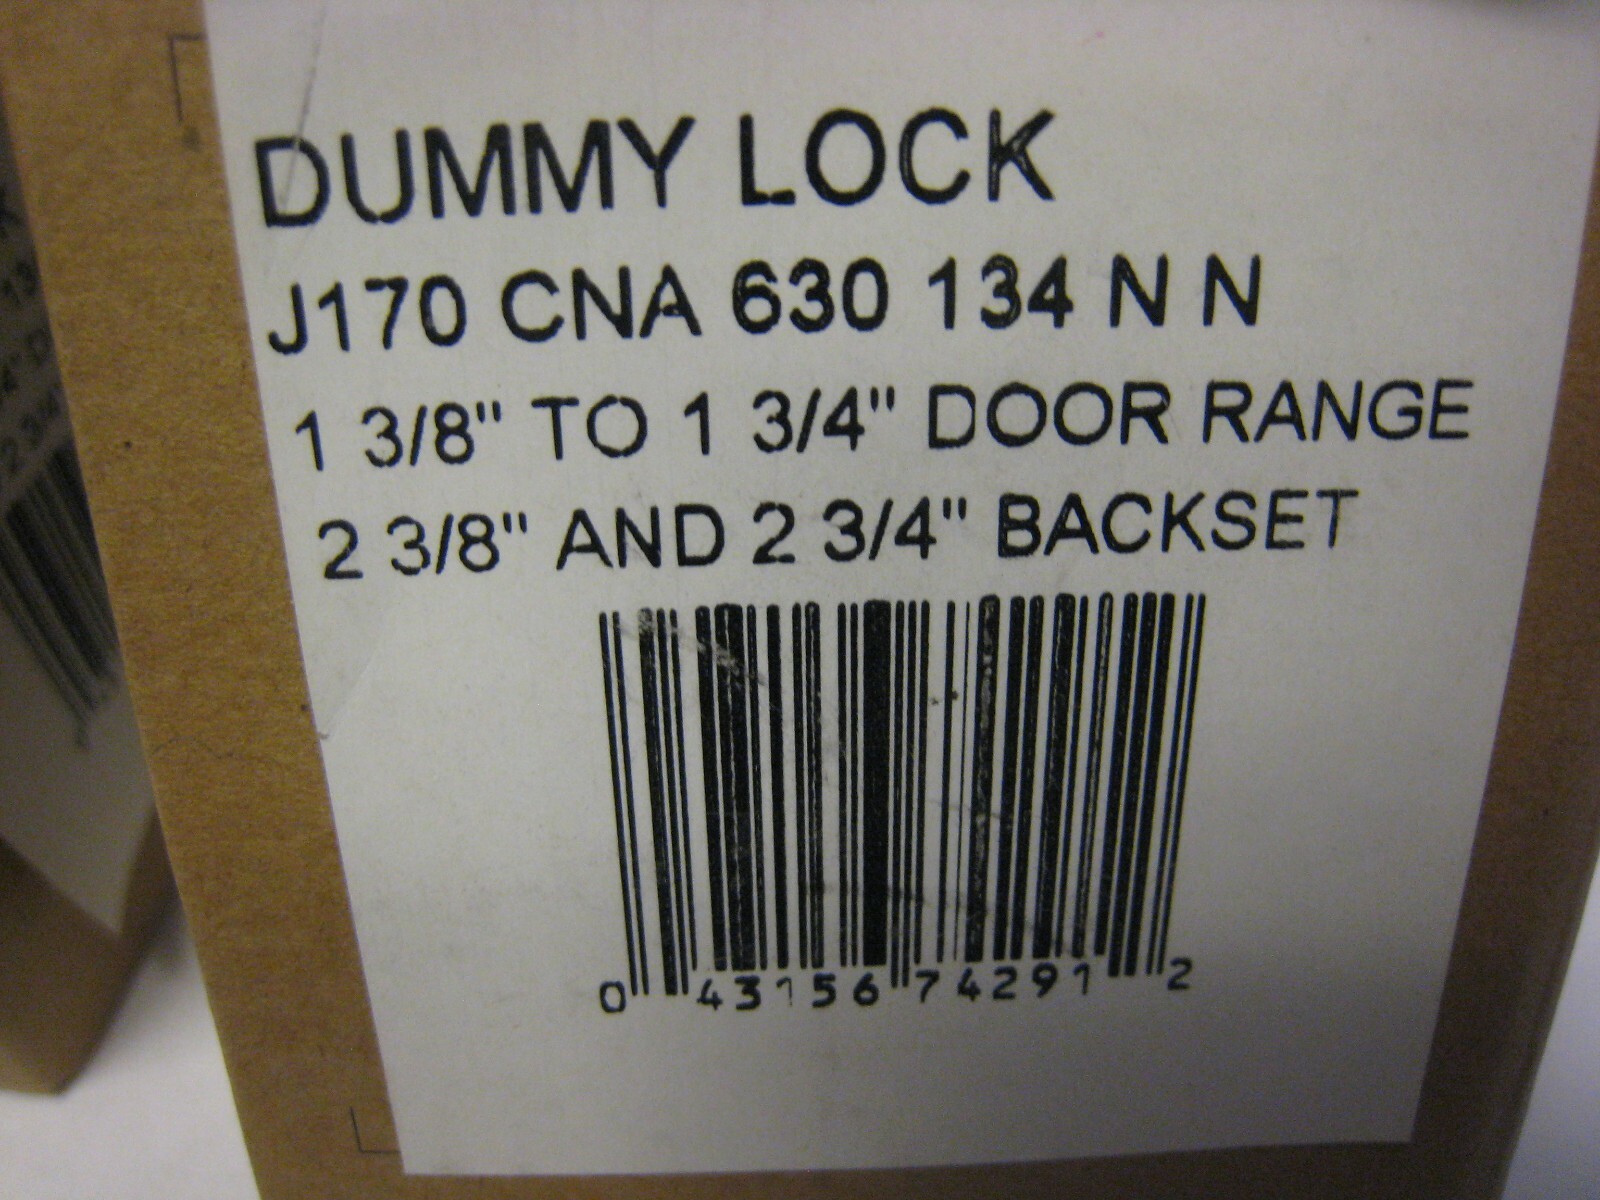 DUMMY LOCK
J170 CNA 630 134 N N
1 3/8" TO 1 3/4" DOOR RANGE
2 3/8" AND 2 3/4" BACKSET
0 43156 74291 2